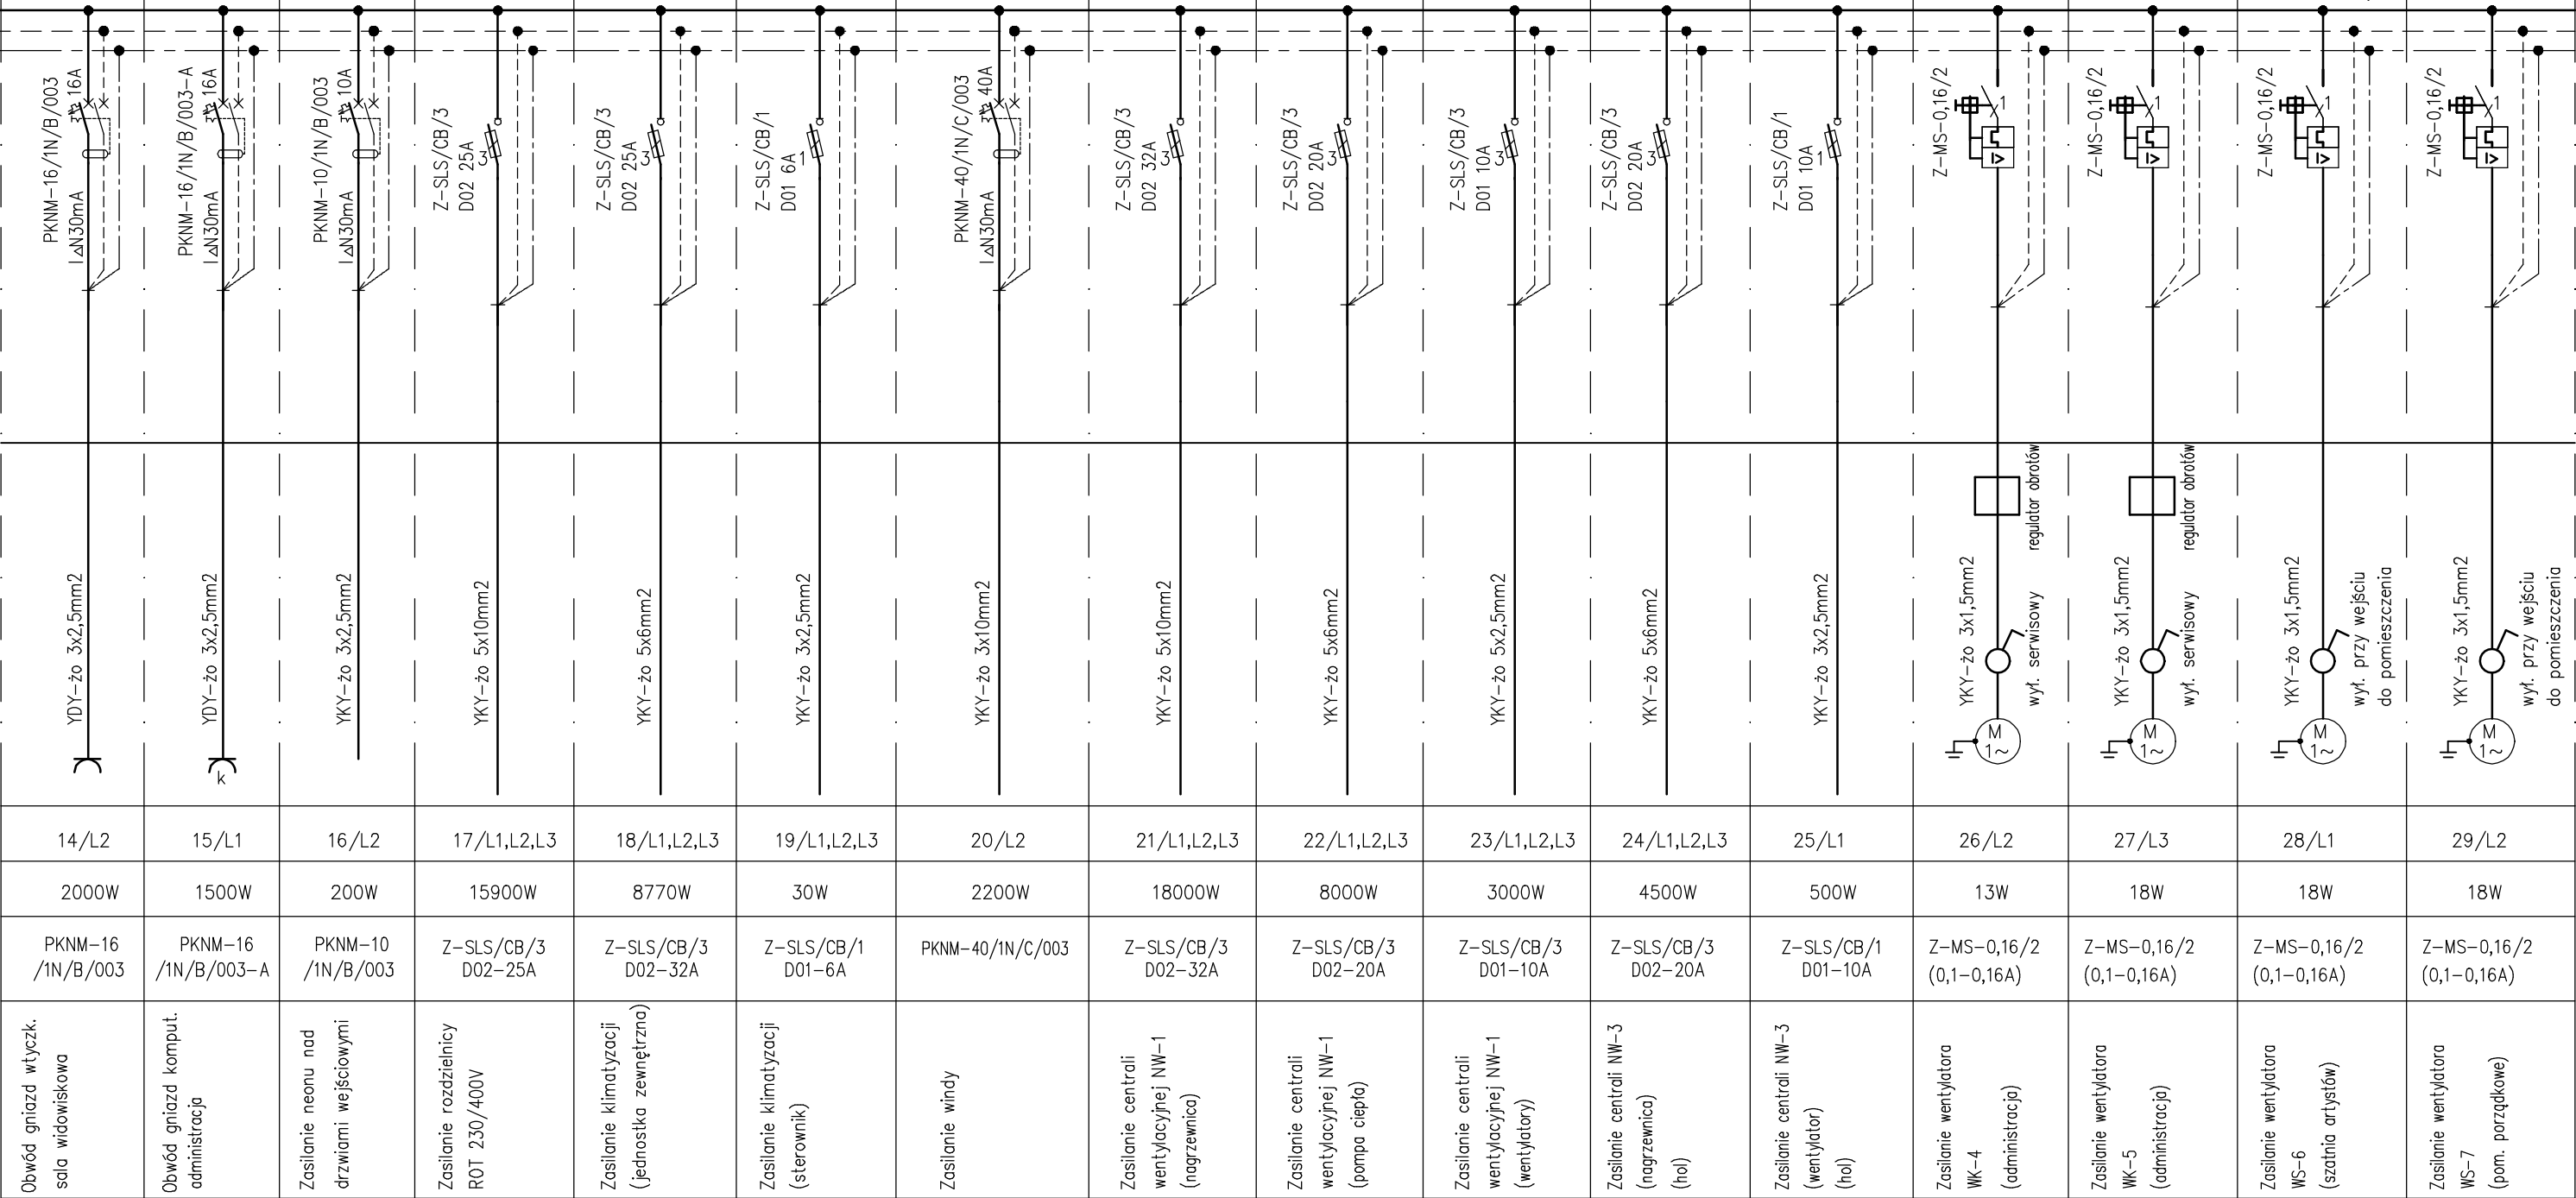 PKNM-16/1N/B/003
16A
I∆N30mA
PKNM-16/1N/B/003-A
16A
I∆N30mA
PKNM-10/1N/B/003
10A
I∆N30mA
Z-SLS/CB/3
D02 25A
3
Z-SLS/CB/3
D02 25A
3
Z-SLS/CB/1
D01 6A
1
PKNM-40/1N/C/003
40A
I∆N30mA
Z-SLS/CB/3
D02 32A
3
Z-SLS/CB/3
D02 20A
3
Z-SLS/CB/3
D01 10A
3
Z-SLS/CB/3
D02 20A
3
Z-SLS/CB/1
D01 10A
1
Z-MS-0,16/2
1
I>
Z-MS-0,16/2
1
I>
Z-MS-0,16/2
1
I>
Z-MS-0,16/2
1
I>
YDY-żo 3x2,5mm2
YDY-żo 3x2,5mm2
k
YKY-żo 3x2,5mm2
YKY-żo 5x10mm2
YKY-żo 5x6mm2
YKY-żo 3x2,5mm2
YKY-żo 3x10mm2
YKY-żo 5x10mm2
YKY-żo 5x6mm2
YKY-żo 5x2,5mm2
YKY-żo 5x6mm2
YKY-żo 3x2,5mm2
YKY-żo 3x1,5mm2
regulator obrotów
wył. serwisowy
M
1~
YKY-żo 3x1,5mm2
regulator obrotów
wył. serwisowy
M
1~
YKY-żo 3x1,5mm2
wył. przy wejściu
do pomieszczenia
M
1~
YKY-żo 3x1,5mm2
wył. przy wejściu
do pomieszczenia
M
1~
14/L2 15/L1 16/L2 17/L1,L2,L3 18/L1,L2,L3 19/L1,L2,L3 20/L2 21/L1,L2,L3 22/L1,L2,L3 23/L1,L2,L3 24/L1,L2,L3 25/L1 26/L2 27/L3 28/L1 29/L2
2000W 1500W 200W 15900W 8770W 30W 2200W 18000W 8000W 3000W 4500W 500W 13W 18W 18W 18W
PKNM-16 PKNM-16 PKNM-10 Z-SLS/CB/3 Z-SLS/CB/3 Z-SLS/CB/1 PKNM-40/1N/C/003 Z-SLS/CB/3 Z-SLS/CB/3 Z-SLS/CB/3 Z-SLS/CB/3 Z-SLS/CB/1 Z-MS-0,16/2 Z-MS-0,16/2 Z-MS-0,16/2 Z-MS-0,16/2
/1N/B/003 /1N/B/003-A /1N/B/003 D02-25A D02-32A D01-6A D02-32A D02-20A D01-10A D02-20A D01-10A (0,1-0,16A) (0,1-0,16A) (0,1-0,16A) (0,1-0,16A)
Obwód gniazd wtyczk.
sala widowiskowa
Obwód gniazd komput.
administracja
Zasilanie neonu nad
drzwiami wejściowymi
Zasilanie rozdzielnicy
ROT 230/400V
Zasilanie klimatyzacji
(jednostka zewnętrzna)
Zasilanie klimatyzacji
(sterownik)
Zasilanie windy
Zasilanie centrali
wentylacyjnej NW-1
(nagrzewnica)
Zasilanie centrali
wentylacyjnej NW-1
(pompa ciepła)
Zasilanie centrali
wentylacyjnej NW-1
(wentylatory)
Zasilanie centrali NW-3
(nagrzewnica)
(hol)
Zasilanie centrali NW-3
(wentylator)
(hol)
Zasilanie wentylatora
WK-4
(administracja)
Zasilanie wentylatora
WK-5
(administracja)
Zasilanie wentylatora
WS-6
(szatnia artystów)
Zasilanie wentylatora
WS-7
(pom. porządkowe)